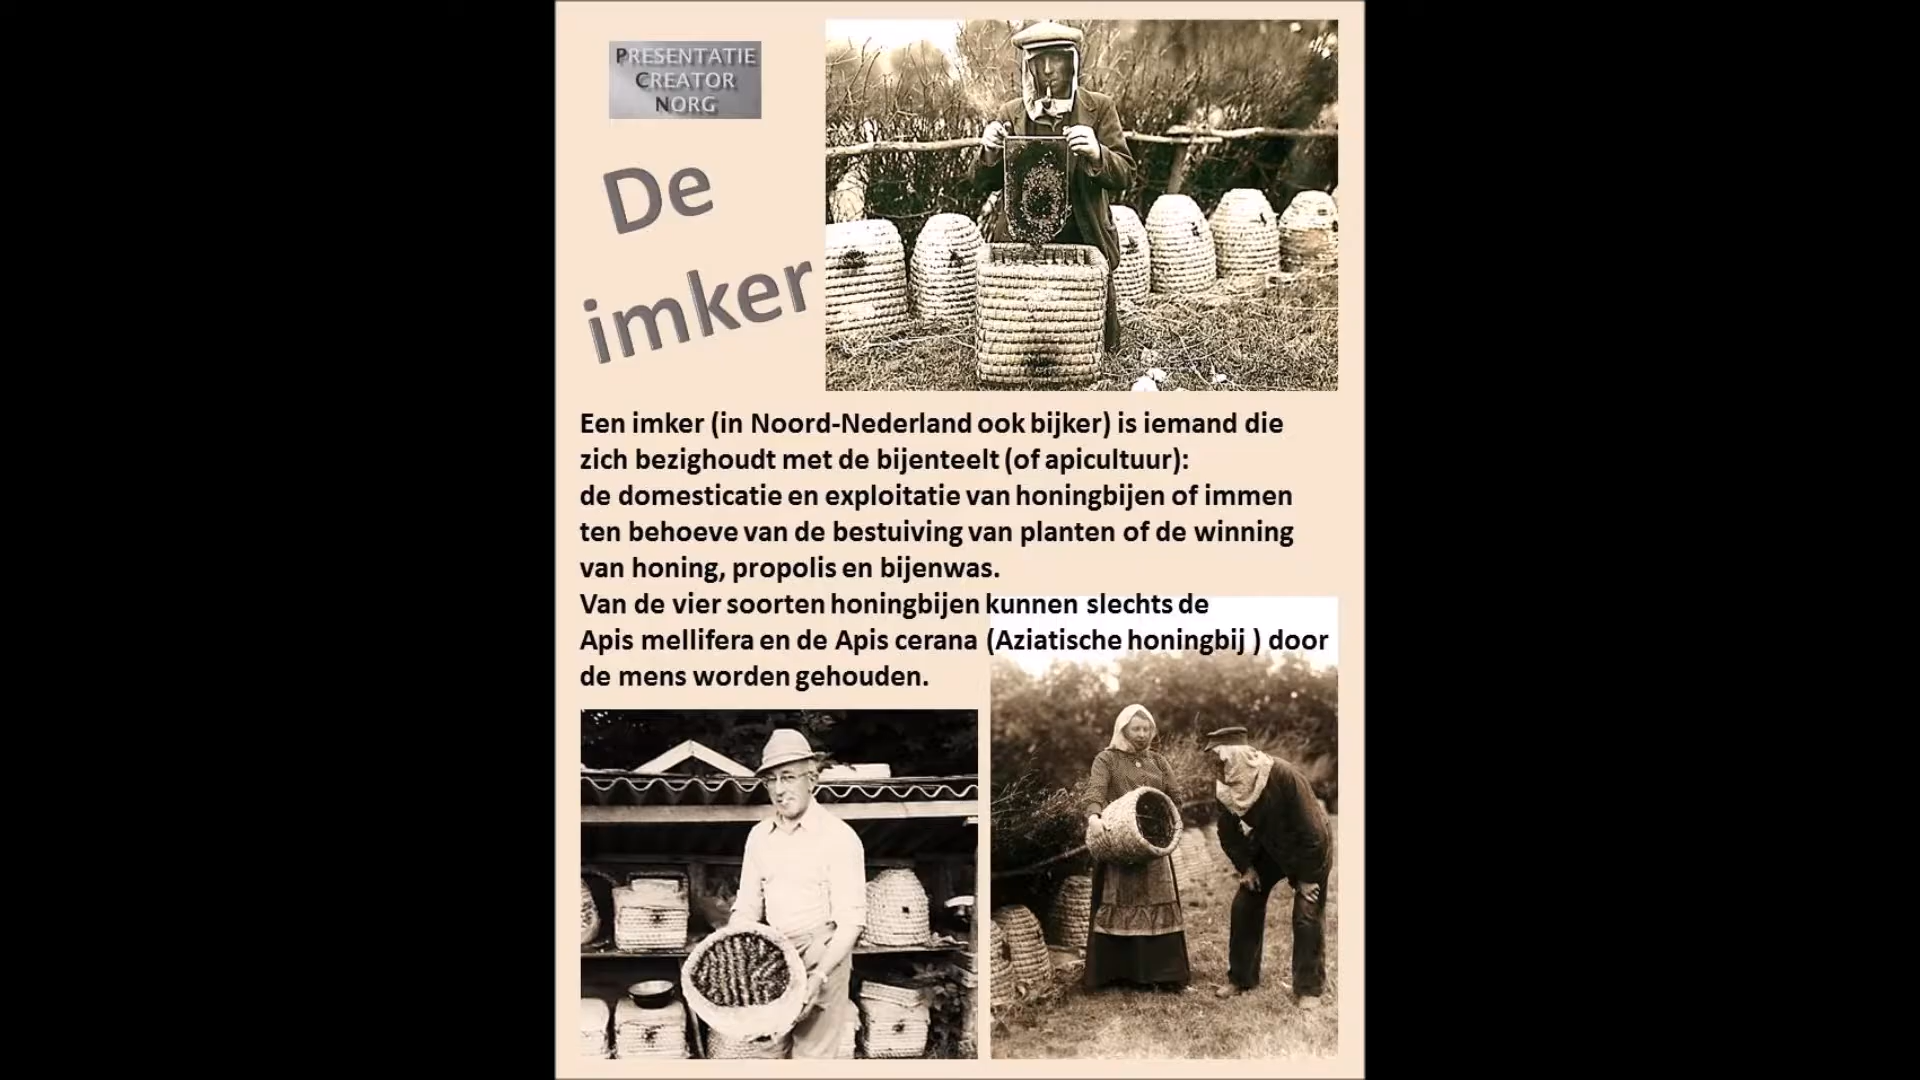 PRESENTATIE
CREATOR
NORG
De
imker
Een imker (in Noord-Nederland ook bijker) is iemand die
zich bezighoudt met de bijenteelt (of apicultuur):
de domesticatie en exploitatie van honingbijen of immen
ten behoeve van de bestuiving van planten of de winning
van honing, propolis en bijenwas.
Van de vier soorten honingbijen kunnen slechts de
Apis mellifera en de Apis cerana (Aziatische honingbij ) door
de mens worden gehouden.